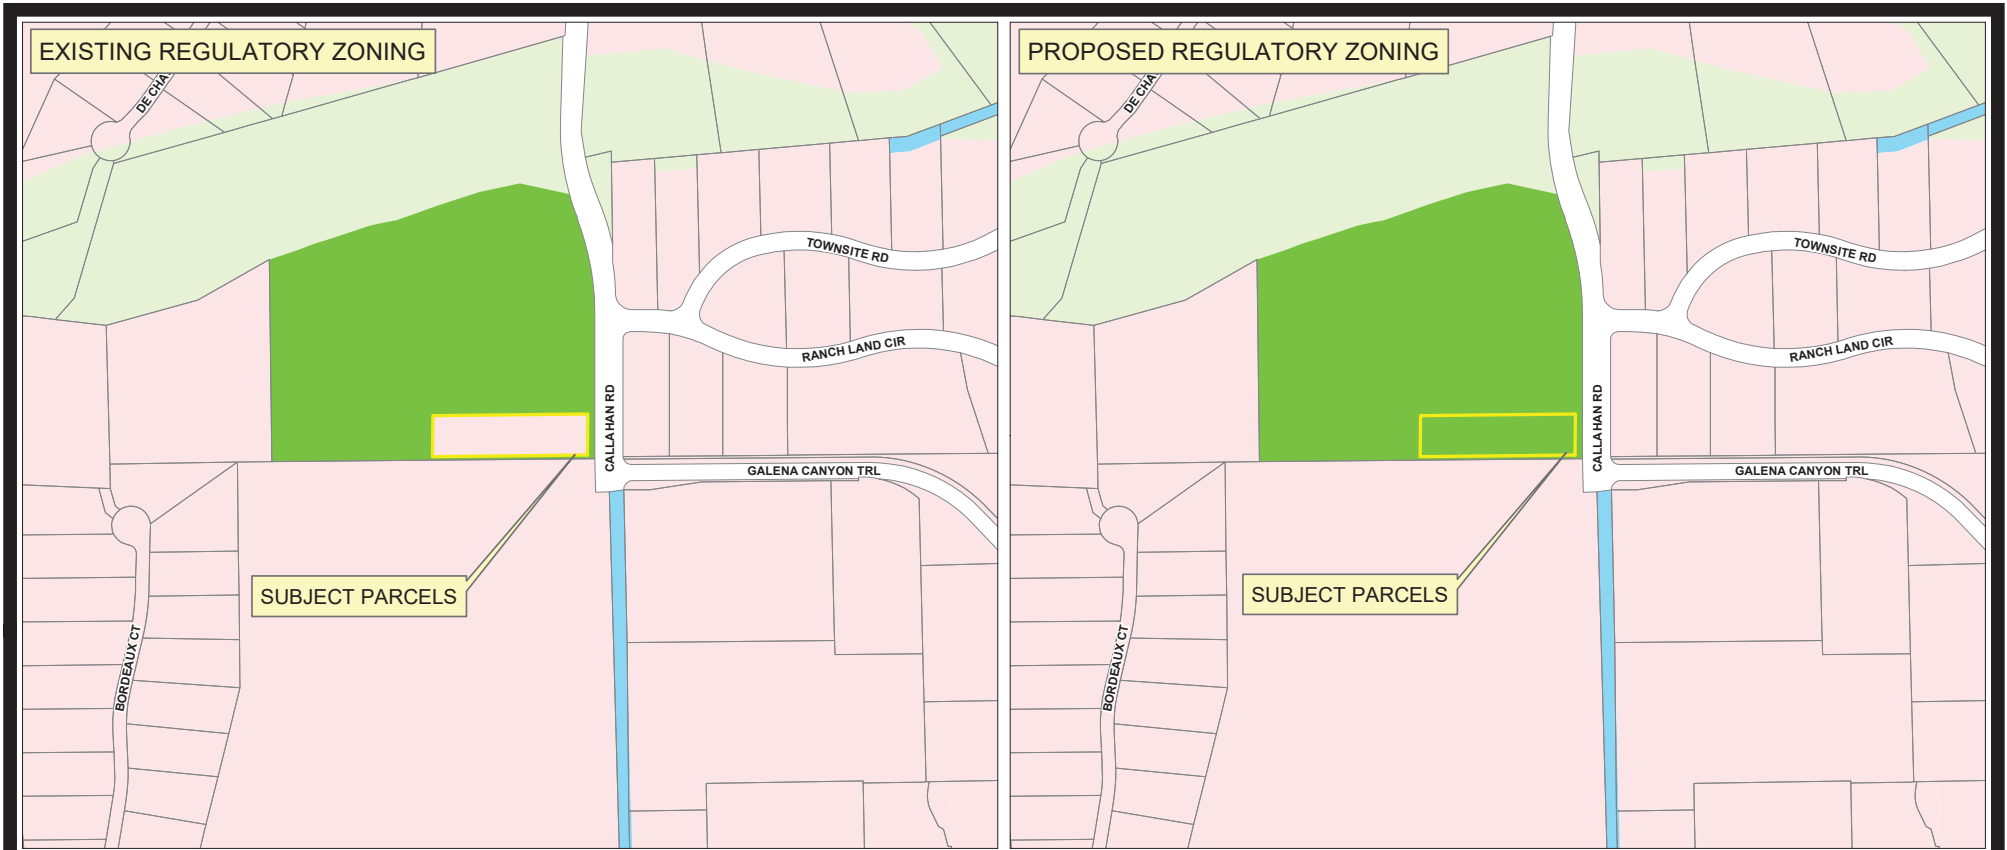 EXISTING REGULATORY ZONING
DE CHA
TOWNSITE RD
RANCH LAND CIR
CALLAHAN RD
GALENA CANYON TRL
SUBJECT PARCELS
BORDEAUX CT
PROPOSED REGULATORY ZONING
DE CHA
TOWNSITE RD
RANCH LAND CIR
CALLAHAN RD
GALENA CANYON TRL
SUBJECT PARCELS
BORDEAUX CT